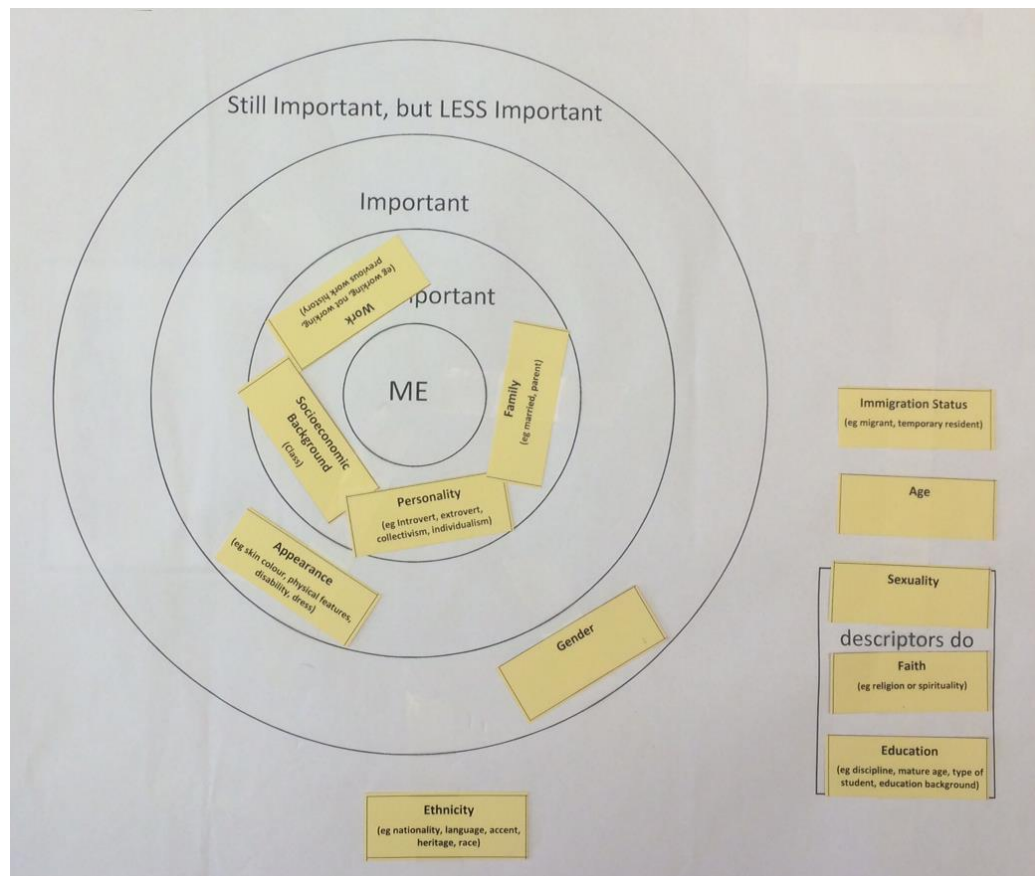 Still Important, but LESS Important
Important
portant
ME
Work
(eg working, not working,
previous work history)
Family
(eg married, parent)
Socioeconomic
Background
(Class)
Personality
(eg Introvert, extrovert,
collectivism, individualism)
Appearance
(eg skin colour, physical features,
disability, dress)
Gender
Ethnicity
(eg nationality, language, accent,
heritage, race)
Immigration Status
(eg migrant, temporary resident)
Age
Sexuality
descriptors do
Faith
(eg religion or spirituality)
Education
(eg discipline, mature age, type of
student, education background)